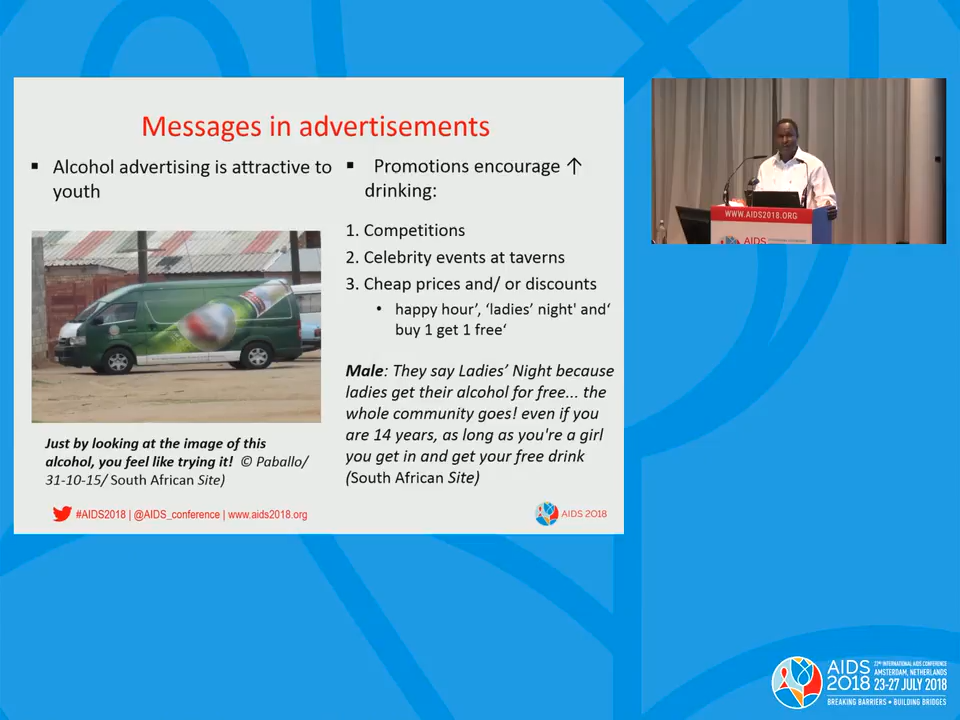 Messages in advertisements
▪ Alcohol advertising is attractive to
youth
▪ Promotions encourage ↑
drinking:
1. Competitions
2. Celebrity events at taverns
3. Cheap prices and/ or discounts
• happy hour’, ‘ladies’ night' and‘
buy 1 get 1 free‘
Male: They say Ladies’ Night because
ladies get their alcohol for free... the
whole community goes! even if you
are 14 years, as long as you're a girl
you get in and get your free drink
(South African Site)
Just by looking at the image of this
alcohol, you feel like trying it! © Paballo/
31-10-15/ South African Site)
#AIDS2018 | @AIDS_conference | www.aids2018.org
AIDS 2018
WWW.AIDS2018.ORG
AIDS
AIDS
2018
22ND INTERNATIONAL AIDS CONFERENCE
AMSTERDAM, NETHERLANDS
23-27 JULY 2018
BREAKING BARRIERS • BUILDING BRIDGES